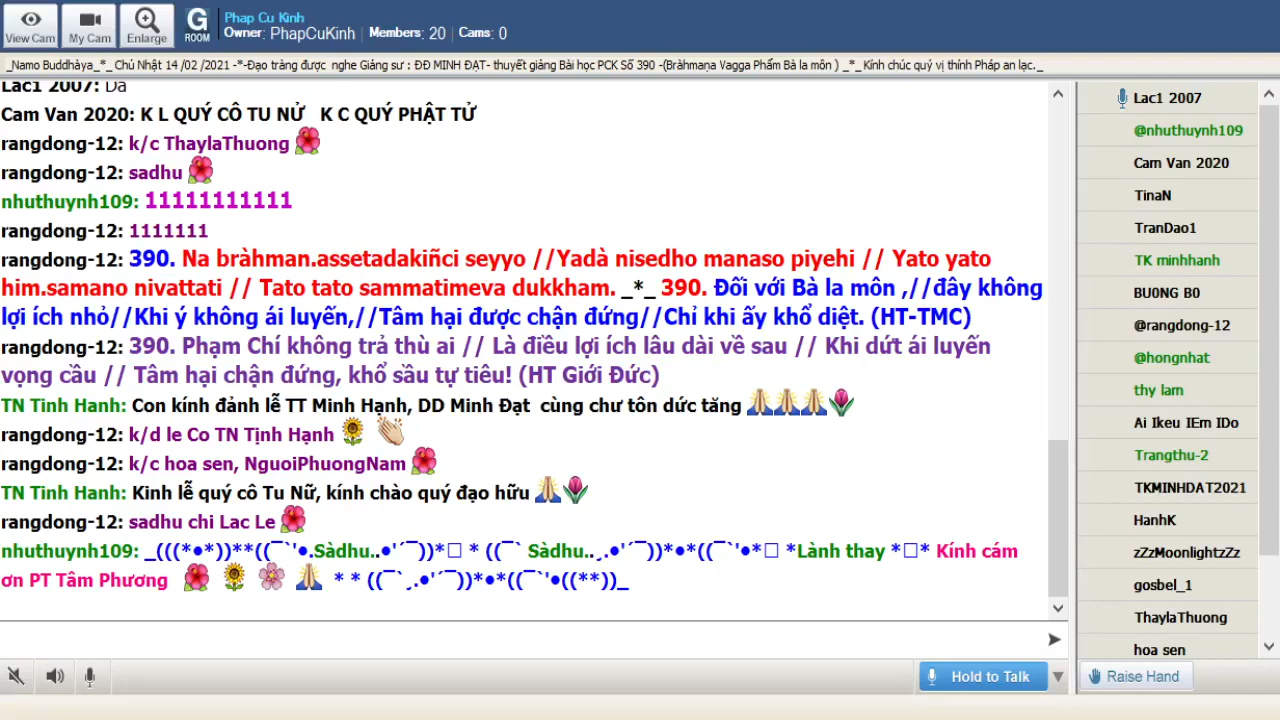 Phap Cu Kinh
View Cam My Cam Enlarge G ROOM Owner: PhapCuKinh Members: 20 Cams: 0
_Namo Buddhàya_*_ Chủ Nhật 14 /02 /2021 -*-Đạo tràng được nghe Giảng sư : ĐĐ MINH ĐẠT- thuyết giảng Bài học PCK Số 390 -(Bràhmaṇa Vagga Phẩm Bà la môn ) _*_ Kính chúc quý vị thính Pháp an lạc._
Lac1 2007: Da
Cam Van 2020: K L QUÝ CÔ TU NỬ K C QUÝ PHẬT TỬ
rangdong-12: k/c ThaylaThuong
rangdong-12: sadhu
nhuthuynh109: 11111111111
rangdong-12: 1111111
rangdong-12: 390. Na bràhman.assetadakiñci seyyo //Yadà nisedho manaso piyehi // Yato yato
him.samano nivattati // Tato tato sammatimeva dukkham. _*_ 390. Đối với Bà la môn ,//đây không
lợi ích nhỏ//Khi ý không ái luyến,//Tâm hại được chận đứng//Chỉ khi ấy khổ diệt. (HT-TMC)
rangdong-12: 390. Phạm Chí không trả thù ai // Là điều lợi ích lâu dài về sau // Khi dứt ái luyến
vọng cầu // Tâm hại chận đứng, khổ sầu tự tiêu! (HT Giới Đức)
TN Tinh Hanh: Con kính đảnh lễ TT Minh Hạnh, DD Minh Đạt cùng chư tôn dức tăng
rangdong-12: k/d le Co TN Tịnh Hạnh
rangdong-12: k/c hoa sen, NguoiPhuongNam
TN Tinh Hanh: Kinh lễ quý cô Tu Nữ, kính chào quý đạo hữu
rangdong-12: sadhu chi Lac Le
nhuthuynh109: _(((*•*))**((¯`'•.Sàdhu..•'´¯))*□ * ((¯` Sàdhu..¸.•'´¯))*•*((¯`'•*□ *Lành thay *□* Kính cám
ơn PT Tâm Phương * * ((¯`¸.•'´¯))*•*((¯`'•((**))_
Hold to Talk
Lac1 2007
@nhuthuynh109
Cam Van 2020
TinaN
TranDao1
TK minhhanh
BU0NG B0
@rangdong-12
@hongnhat
thy lam
Ai Ikeu IEm IDo
Trangthu-2
TKMINHDAT2021
HanhK
zZzMoonlightzZz
gosbel_1
ThaylaThuong
hoa sen
Raise Hand